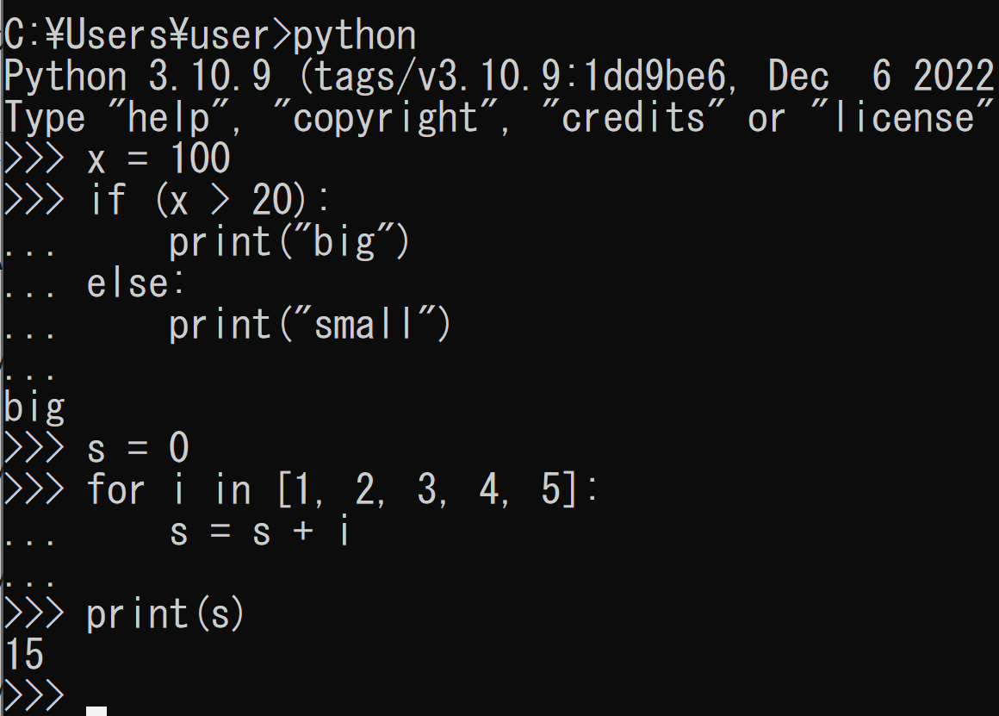 C:¥Users¥user>python
Python 3.10.9 (tags/v3.10.9:1dd9be6, Dec  6 2022
Type "help", "copyright", "credits" or "license"
>>> x = 100
>>> if (x > 20):
...     print("big")
... else:
...     print("small")
...
big
>>> s = 0
>>> for i in [1, 2, 3, 4, 5]:
...     s = s + i
...
>>> print(s)
15
>>>